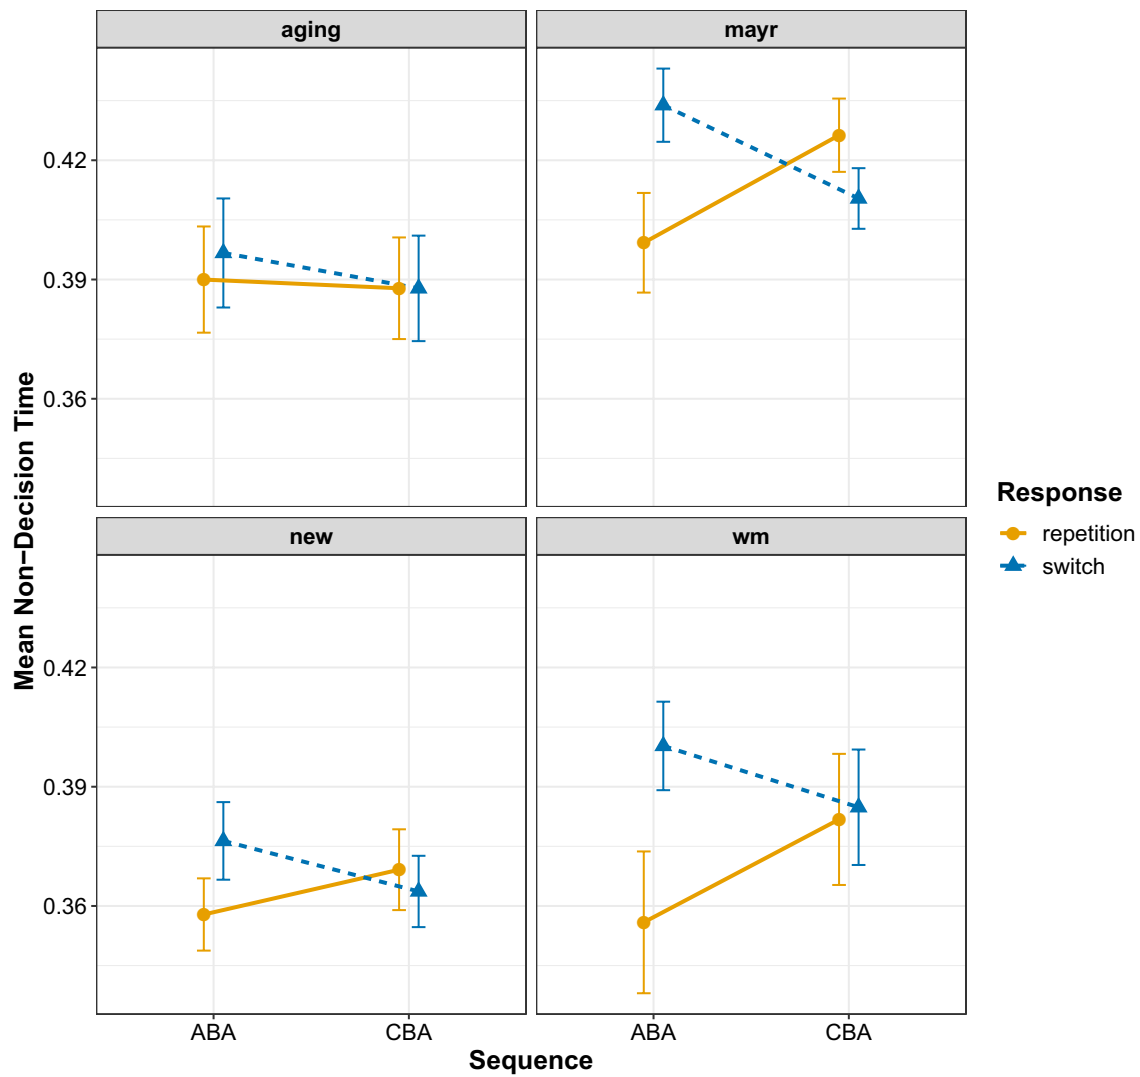 aging
mayr
0.42
0.39
0.36
new
wm
0.42
0.39
0.36
ABA
CBA
ABA
CBA
Sequence
Mean Non−Decision Time
Response
repetition
switch